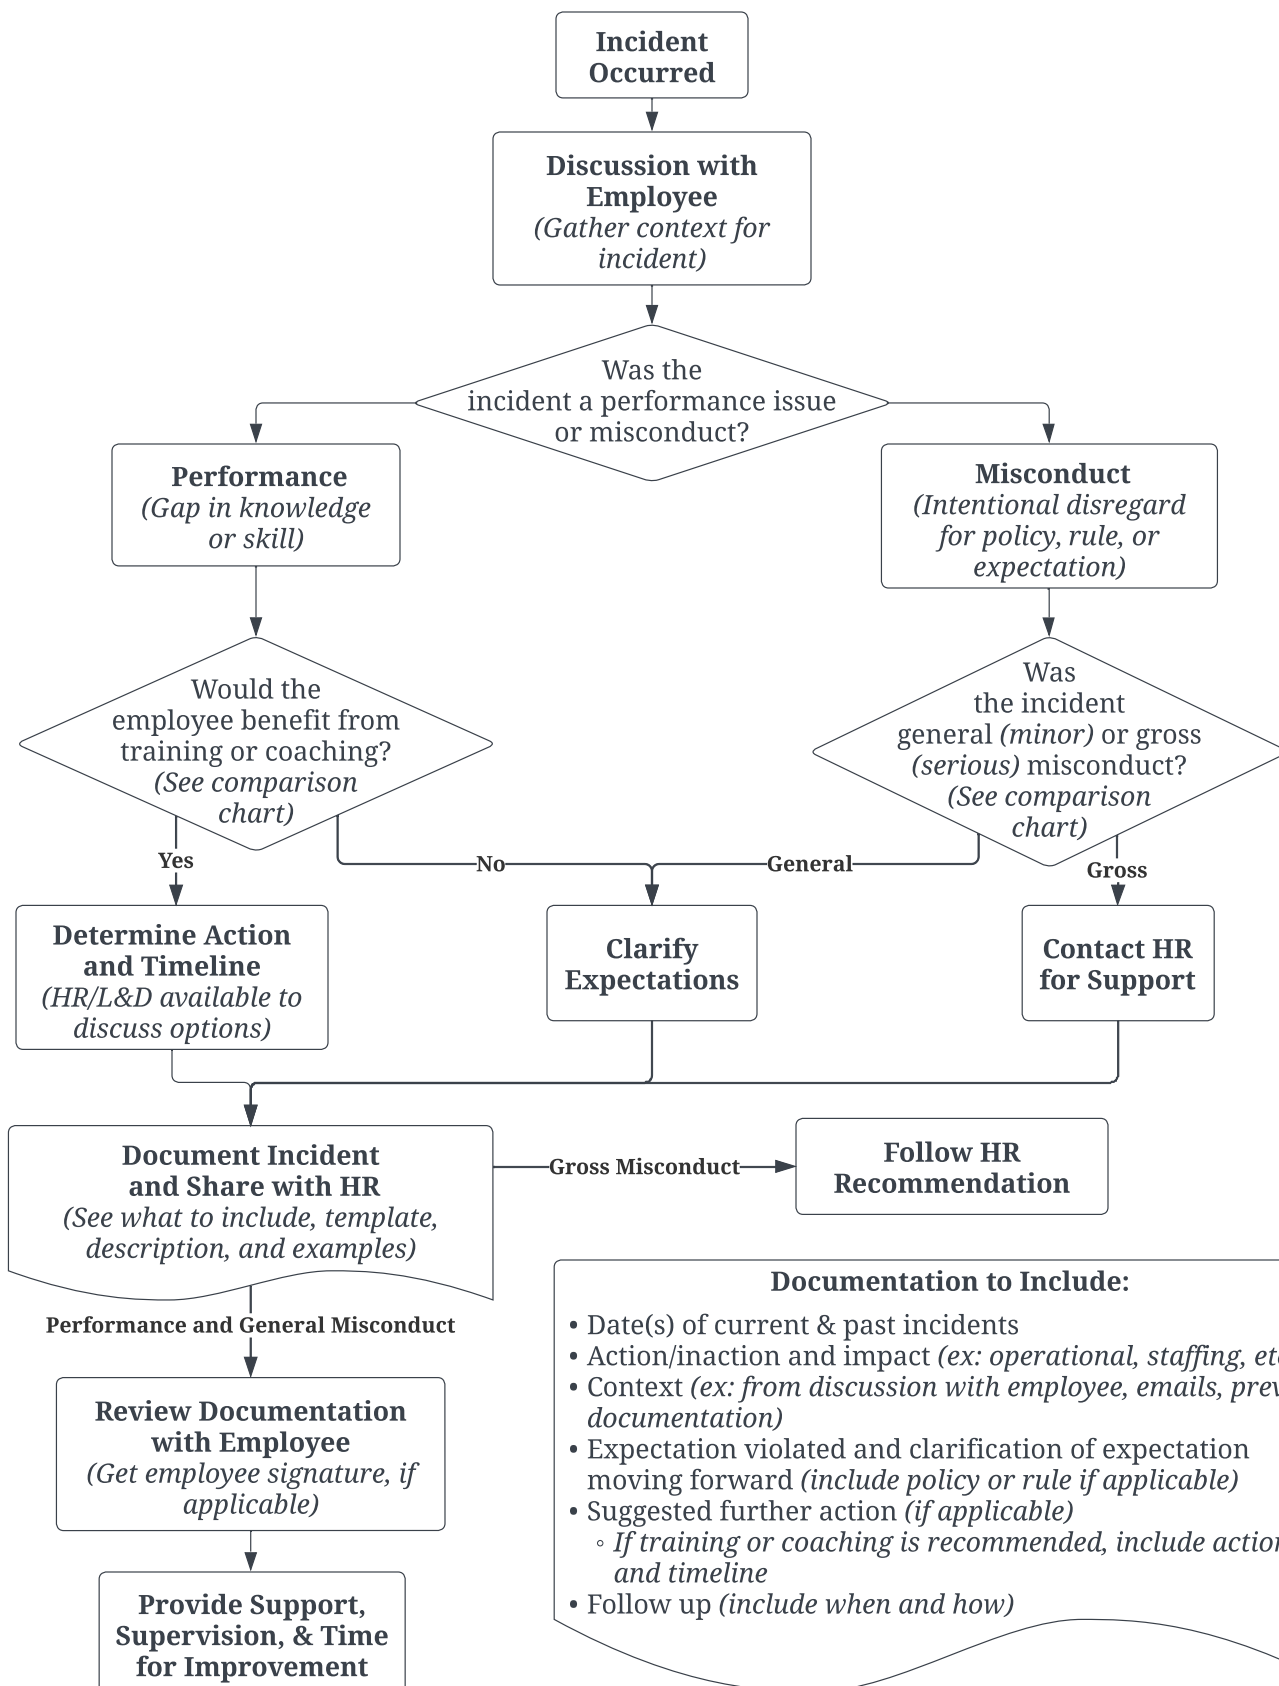 Incident
Occurred
Discussion with
Employee
(Gather context for
incident)
Was the
incident a performance issue
or misconduct?
Performance
(Gap in knowledge
or skill)
Misconduct
(Intentional disregard
for policy, rule, or
expectation)
Would the
employee benefit from
training or coaching?
(See comparison
chart)
Was
the incident
general (minor) or gross
(serious) misconduct?
(See comparison
chart)
Yes
No
General
Gross
Determine Action
and Timeline
(HR/L&D available to
discuss options)
Clarify
Expectations
Contact HR
for Support
Document Incident
and Share with HR
(See what to include, template,
description, and examples)
Gross Misconduct
Follow HR
Recommendation
Performance and General Misconduct
Review Documentation
with Employee
(Get employee signature, if
applicable)
Provide Support,
Supervision, & Time
for Improvement
Documentation to Include:
• Date(s) of current & past incidents
• Action/inaction and impact (ex: operational, staffing,
• Context (ex: from discussion with employee, emails,
documentation)
• Expectation violated and clarification of expectation
moving forward (include policy or rule if applicable)
• Suggested further action (if applicable)
◦ If training or coaching is recommended, include
and timeline
• Follow up (include when and how)